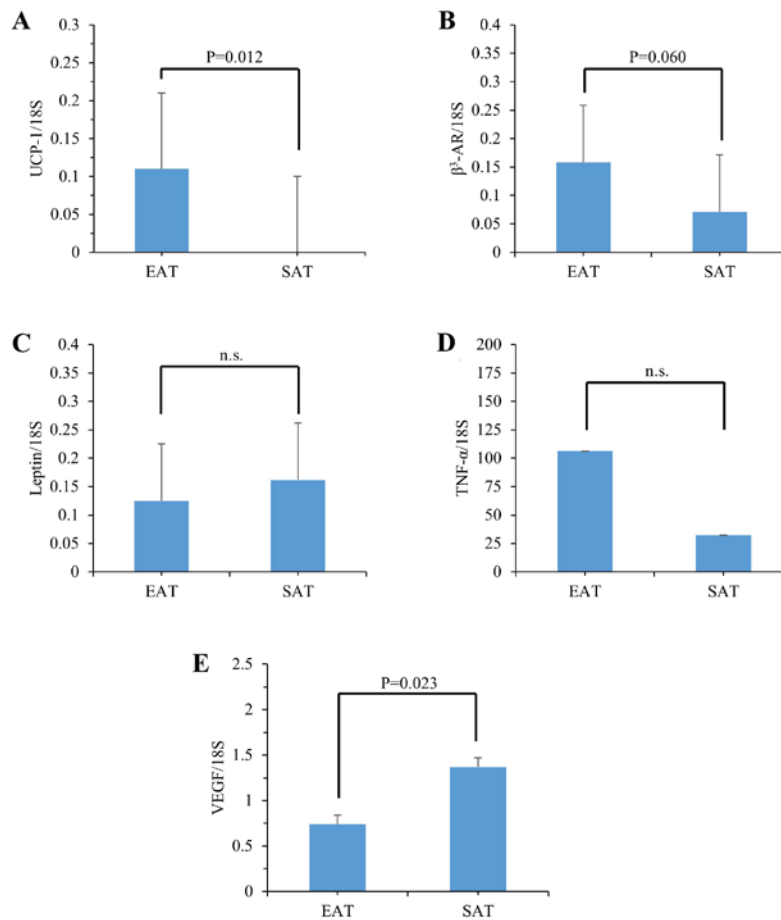 A
0.3
0.25
0.2
0.15
0.1
0.05
0
UCP-1/18S
P=0.012
EAT SAT
B
0.4
0.35
0.3
0.25
0.2
0.15
0.1
0.05
0
β³-AR/18S
P=0.060
EAT SAT
C
0.4
0.35
0.3
0.25
0.2
0.15
0.1
0.05
0
Leptin/18S
n.s.
EAT SAT
D
200
175
150
125
100
75
50
25
0
TNF-α/18S
n.s.
EAT SAT
E
2.5
2
1.5
1
0.5
0
VEGF/18S
P=0.023
EAT SAT